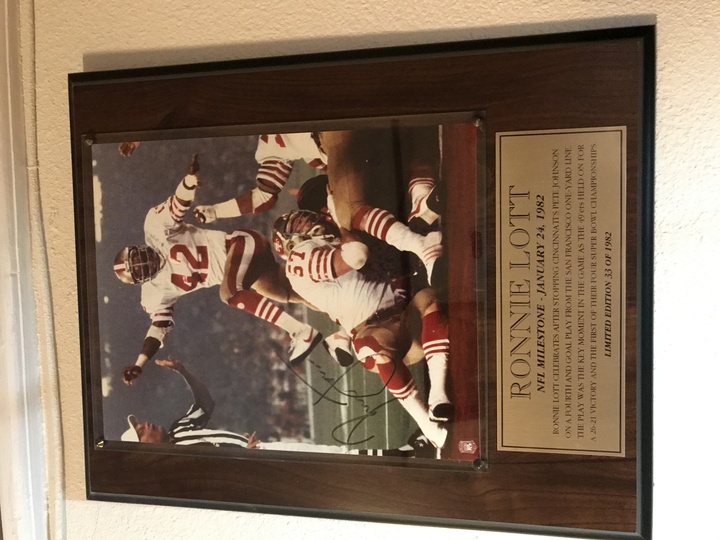 42
57
RONNIE LOTT
NFL MILESTONE - JANUARY 24, 1982
RONNIE LOTT CELEBRATES AFTER STOPPING CINCINNATI'S PETE JOHNSON
ON A FOURTH AND GOAL PLAY FROM THE SAN FRANCISCO ONE-YARD LINE
THE PLAY WAS THE KEY MOMENT IN THE GAME AS THE 49'ers HELD ON FOR
A 26-21 VICTORY AND THE FIRST OF THEIR FOUR SUPER BOWL CHAMPIONSHIPS
LIMITED EDITION 33 OF 1982